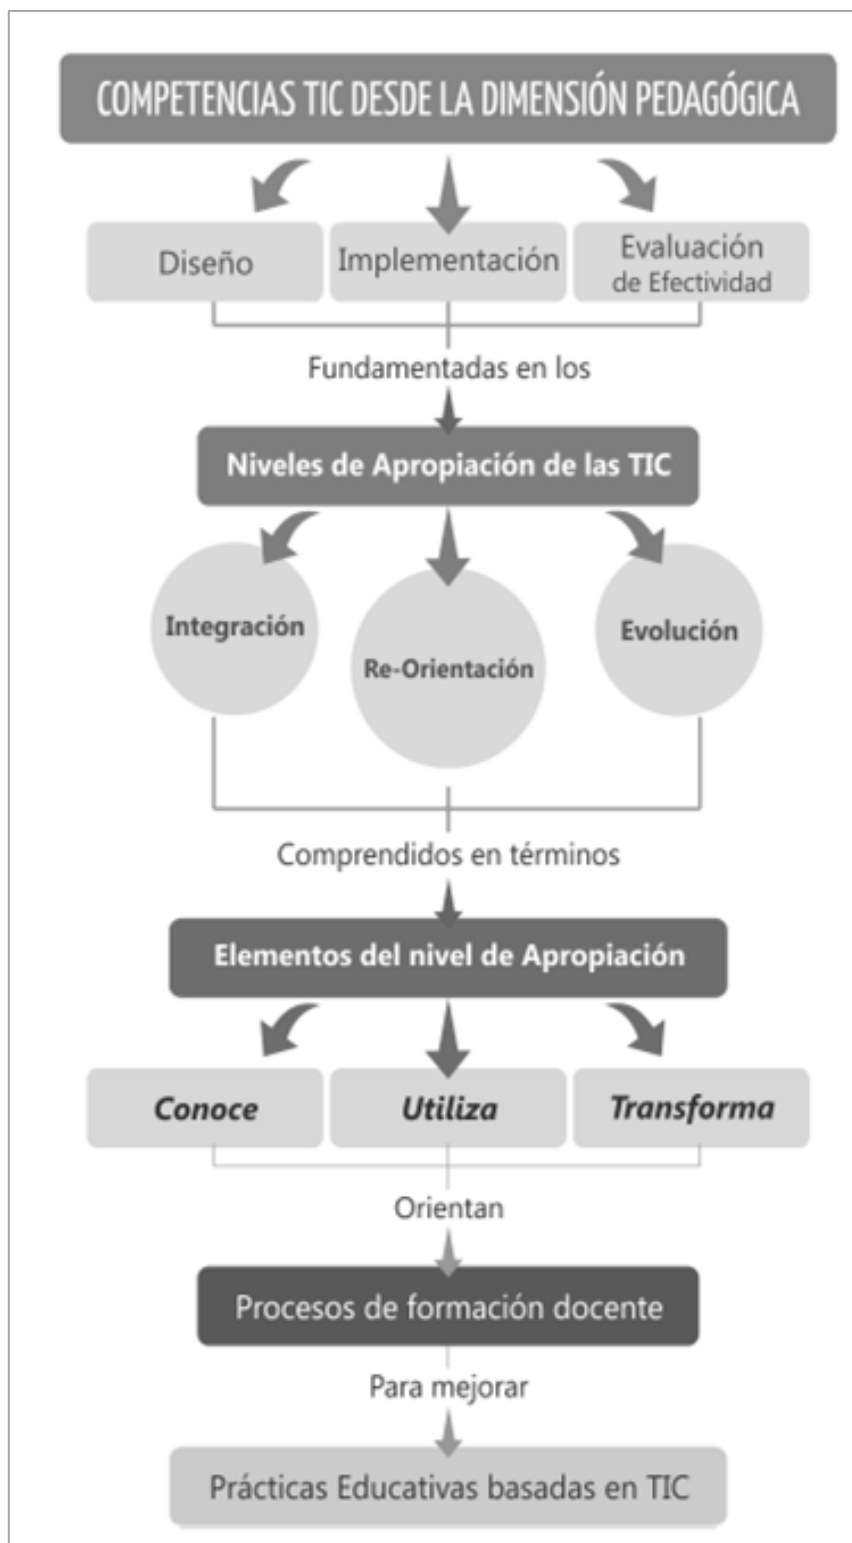 COMPETENCIAS TIC DESDE LA DIMENSIÓN PEDAGÓGICA
Diseño
Implementación
Evaluación
de Efectividad
Fundamentadas en los
Niveles de Apropiación de las TIC
Integración
Re-Orientación
Evolución
Comprendidos en términos
Elementos del nivel de Apropiación
Conoce
Utiliza
Transforma
Orientan
Procesos de formación docente
Para mejorar
Prácticas Educativas basadas en TIC